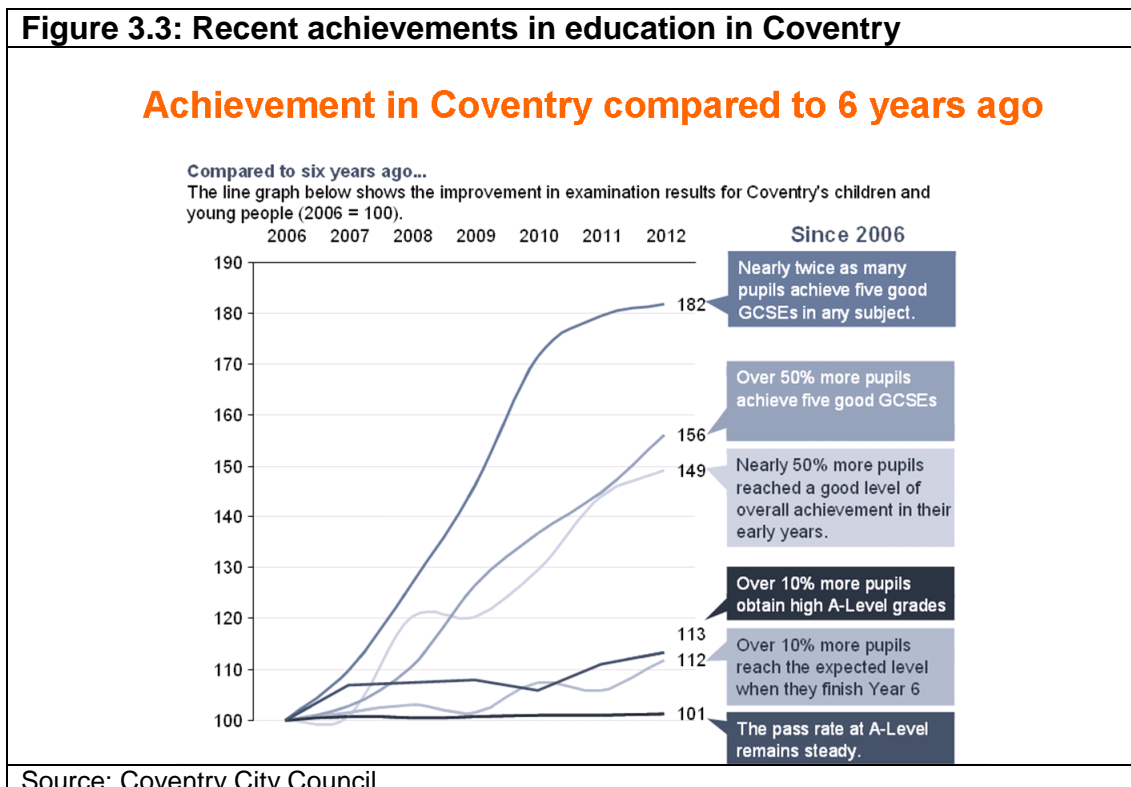 Figure 3.3: Recent achievements in education in Coventry
Achievement in Coventry compared to 6 years ago
Compared to six years ago...
The line graph below shows the improvement in examination results for Coventry's children and
young people (2006 = 100).
2006 2007 2008 2009 2010 2011 2012
Since 2006
190
180
170
160
150
140
130
120
110
100
182
156
149
113
112
101
Nearly twice as many
pupils achieve five good
GCSEs in any subject.
Over 50% more pupils
achieve five good GCSEs
Nearly 50% more pupils
reached a good level of
overall achievement in their
early years.
Over 10% more pupils
obtain high A-Level grades
Over 10% more pupils
reach the expected level
when they finish Year 6
The pass rate at A-Level
remains steady.
Source: Coventry City Council